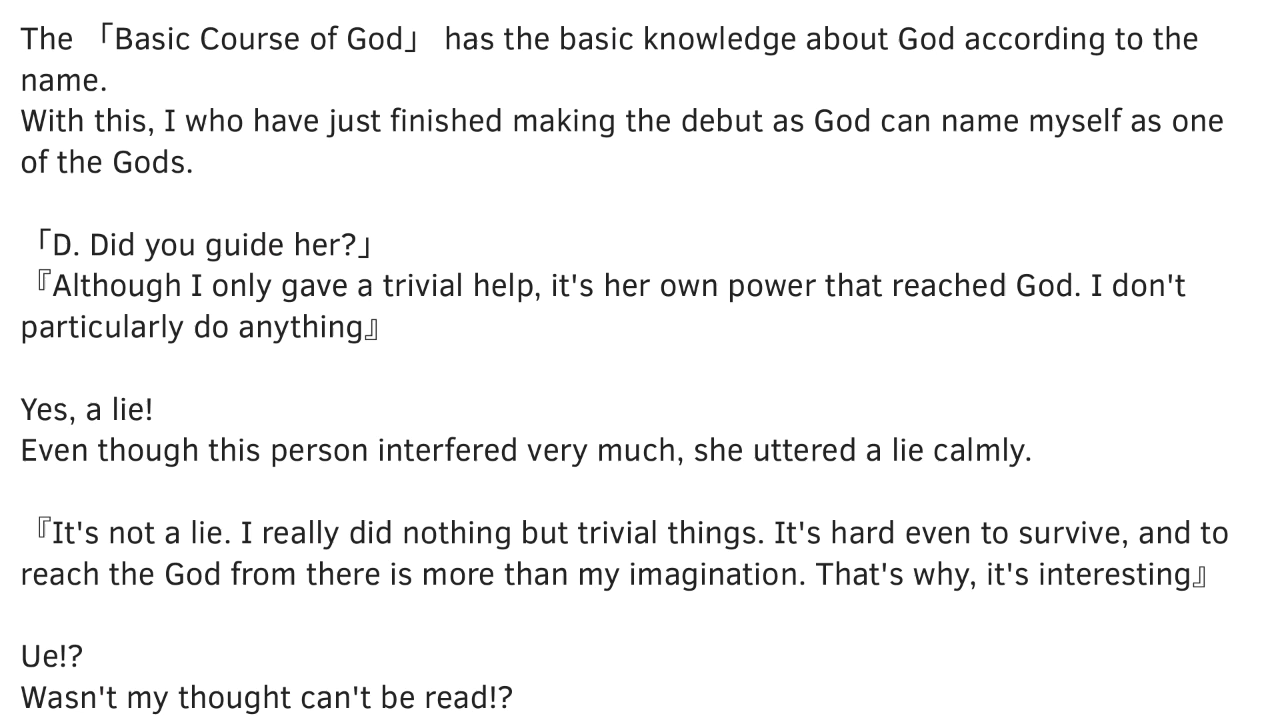 The 「Basic Course of God」 has the basic knowledge about God according to the
name.
With this, I who have just finished making the debut as God can name myself as one
of the Gods.
「D. Did you guide her?」
『Although I only gave a trivial help, it's her own power that reached God. I don't
particularly do anything』
Yes, a lie!
Even though this person interfered very much, she uttered a lie calmly.
『It's not a lie. I really did nothing but trivial things. It's hard even to survive, and to
reach the God from there is more than my imagination. That's why, it's interesting』
Ue!?
Wasn't my thought can't be read!?